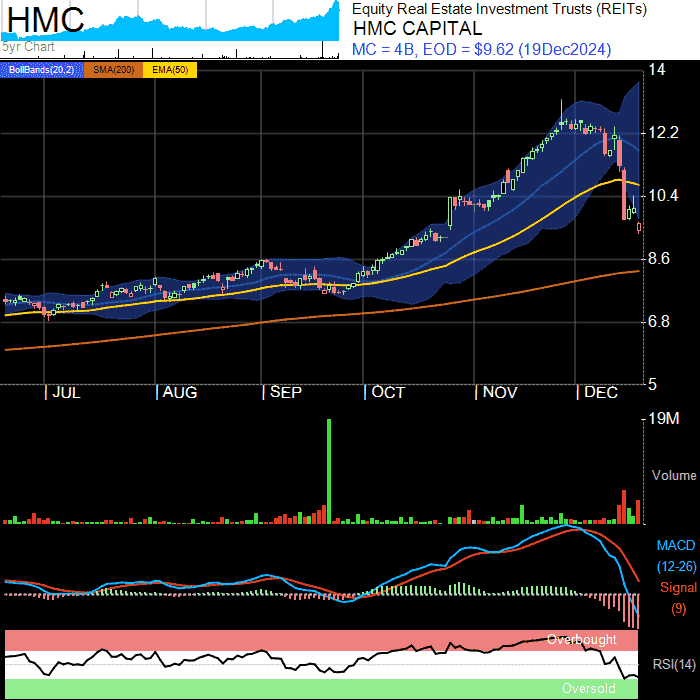 HMC
5yr Chart
Equity Real Estate Investment Trusts (REITs)
HMC CAPITAL
MC = 4B, EOD = $9.62 (19Dec2024)
BollBands(20,2) SMA(200) EMA(50)
14
12.2
10.4
8.6
6.8
5
JUL AUG SEP OCT NOV DEC
19M
Volume
MACD
(12-26)
Signal
(9)
Overbought
RSI(14)
Oversold